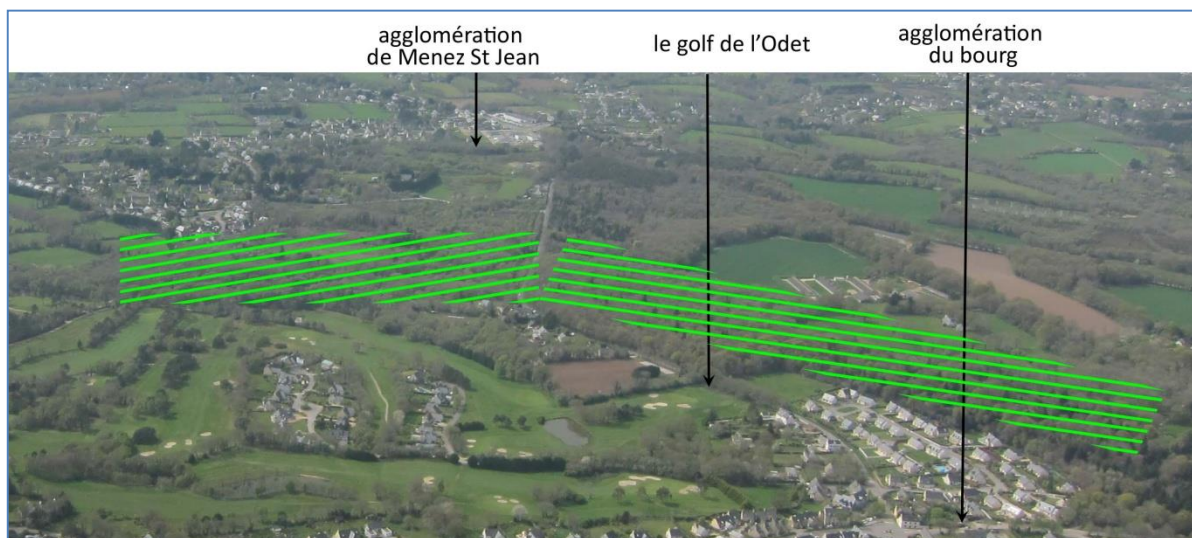 agglomération
de Menez St Jean
le golf de l’Odet
agglomération
du bourg